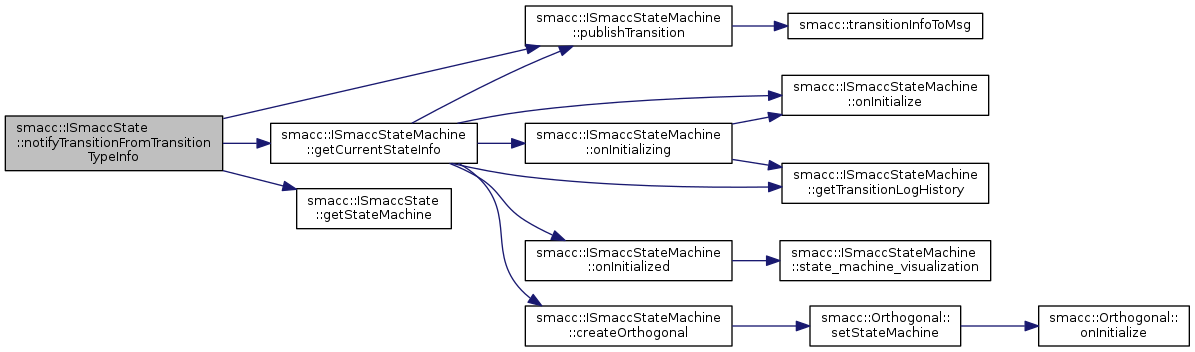 smacc::ISmaccState
::notifyTransitionFromTransition
TypeInfo
smacc::ISmaccStateMachine
::getCurrentStateInfo
smacc::ISmaccState
::getStateMachine
smacc::ISmaccStateMachine
::publishTransition
smacc::transitionInfoToMsg
smacc::ISmaccStateMachine
::onInitialize
smacc::ISmaccStateMachine
::onInitializing
smacc::ISmaccStateMachine
::getTransitionLogHistory
smacc::ISmaccStateMachine
::onInitialized
smacc::ISmaccStateMachine
::state_machine_visualization
smacc::ISmaccStateMachine
::createOrthogonal
smacc::Orthogonal::
setStateMachine
smacc::Orthogonal::
onInitialize